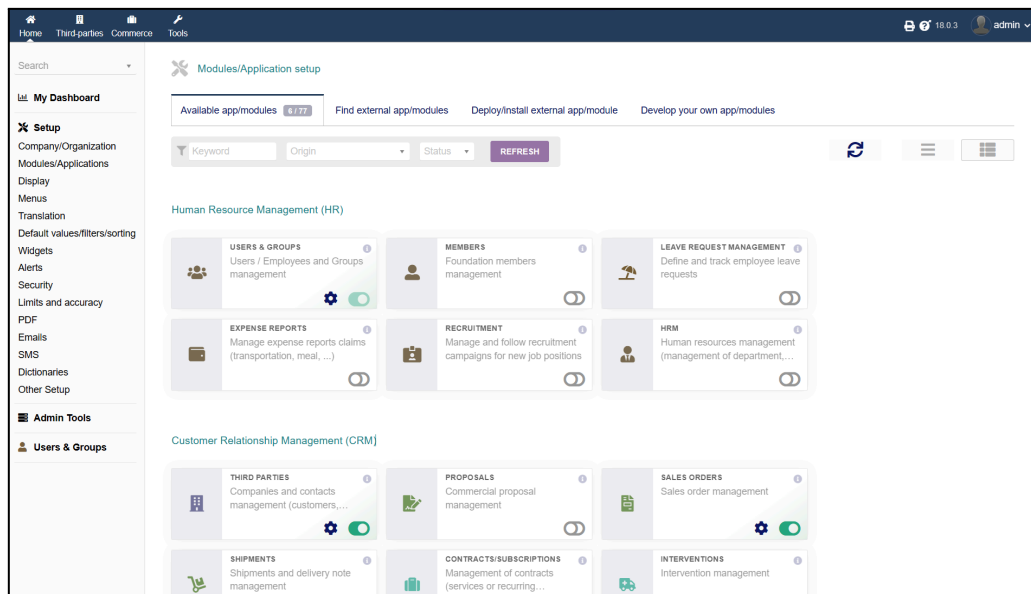 Home Third-parties Commerce Tools 18.0.3 admin
Search
Modules/Application setup
My Dashboard
Available app/modules 6 / 77 Find external app/modules Deploy/install external app/module Develop your own app/modules
Setup
Company/Organization
Modules/Applications
Display
Menus
Translation
Default values/filters/sorting
Widgets
Alerts
Security
Limits and accuracy
PDF
Emails
SMS
Dictionaries
Other Setup
Admin Tools
Users & Groups
Keyword Origin Status REFRESH
Human Resource Management (HR)
USERS & GROUPS
Users / Employees and Groups
management
MEMBERS
Foundation members
management
LEAVE REQUEST MANAGEMENT
Define and track employee leave
requests
EXPENSE REPORTS
Manage expense reports claims
(transportation, meal, ...)
RECRUITMENT
Manage and follow recruitment
campaigns for new job positions
HRM
Human resources management
(management of department,...
Customer Relationship Management (CRM)
THIRD PARTIES
Companies and contacts
management (customers,...
PROPOSALS
Commercial proposal
management
SALES ORDERS
Sales order management
SHIPMENTS
Shipments and delivery note
management
CONTRACTS/SUBSCRIPTIONS
Management of contracts
(services or recurring...
INTERVENTIONS
Intervention management